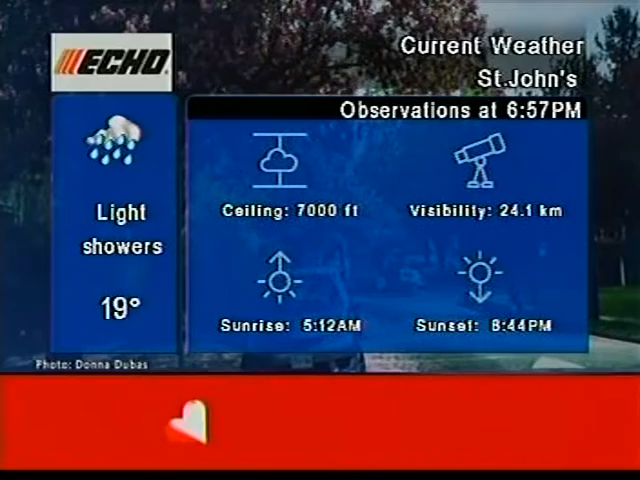 ECHO
Current Weather
St.John's
Observations at 6:57PM
Light
showers
19°
Ceiling: 7000 ft
Visibility: 24.1 km
Sunrise: 5:12AM
Sunset: 8:44PM
Photo: Donna Dubas